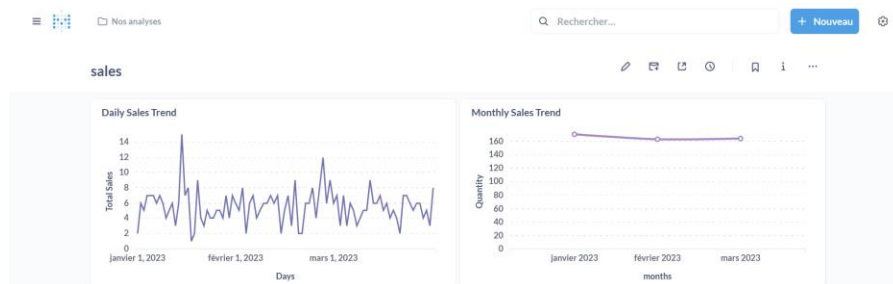 Nos analyses
Rechercher...
+ Nouveau
sales
Daily Sales Trend
14
12
10
8
6
4
2
0
Total Sales
janvier 1, 2023 février 1, 2023 mars 1, 2023
Days
Monthly Sales Trend
160
140
120
100
80
60
40
20
0
Quantity
janvier 2023 février 2023 mars 2023
months